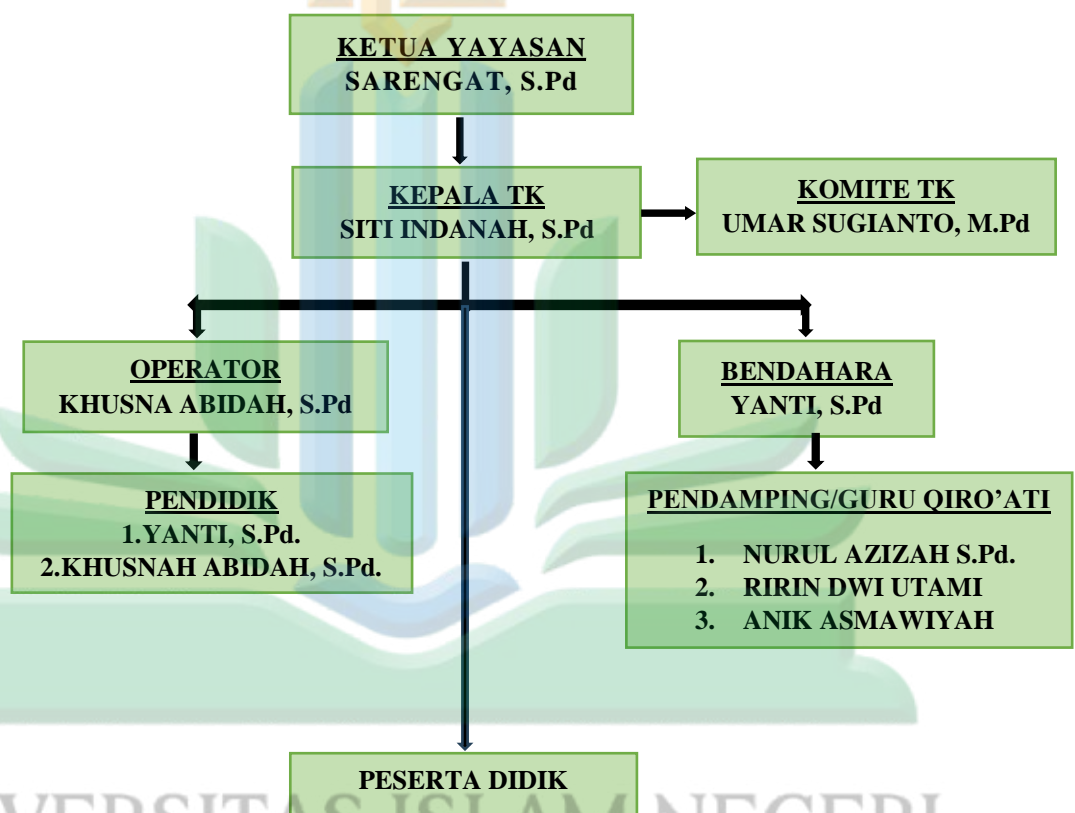 KETUA YAYASAN
SARENGAT, S.Pd
KEPALA TK
SITI INDANAH, S.Pd
KOMITE TK
UMAR SUGIANTO, M.Pd
OPERATOR
KHUSNA ABIDAH, S.Pd
BENDAHARA
YANTI, S.Pd
PENDIDIK
1.YANTI, S.Pd.
2.KHUSNAH ABIDAH, S.Pd.
PENDAMPING/GURU QIRO’ATI
1. NURUL AZIZAH S.Pd.
2. RIRIN DWI UTAMI
3. ANIK ASMAWIYAH
PESERTA DIDIK
ISLAM NEGERI